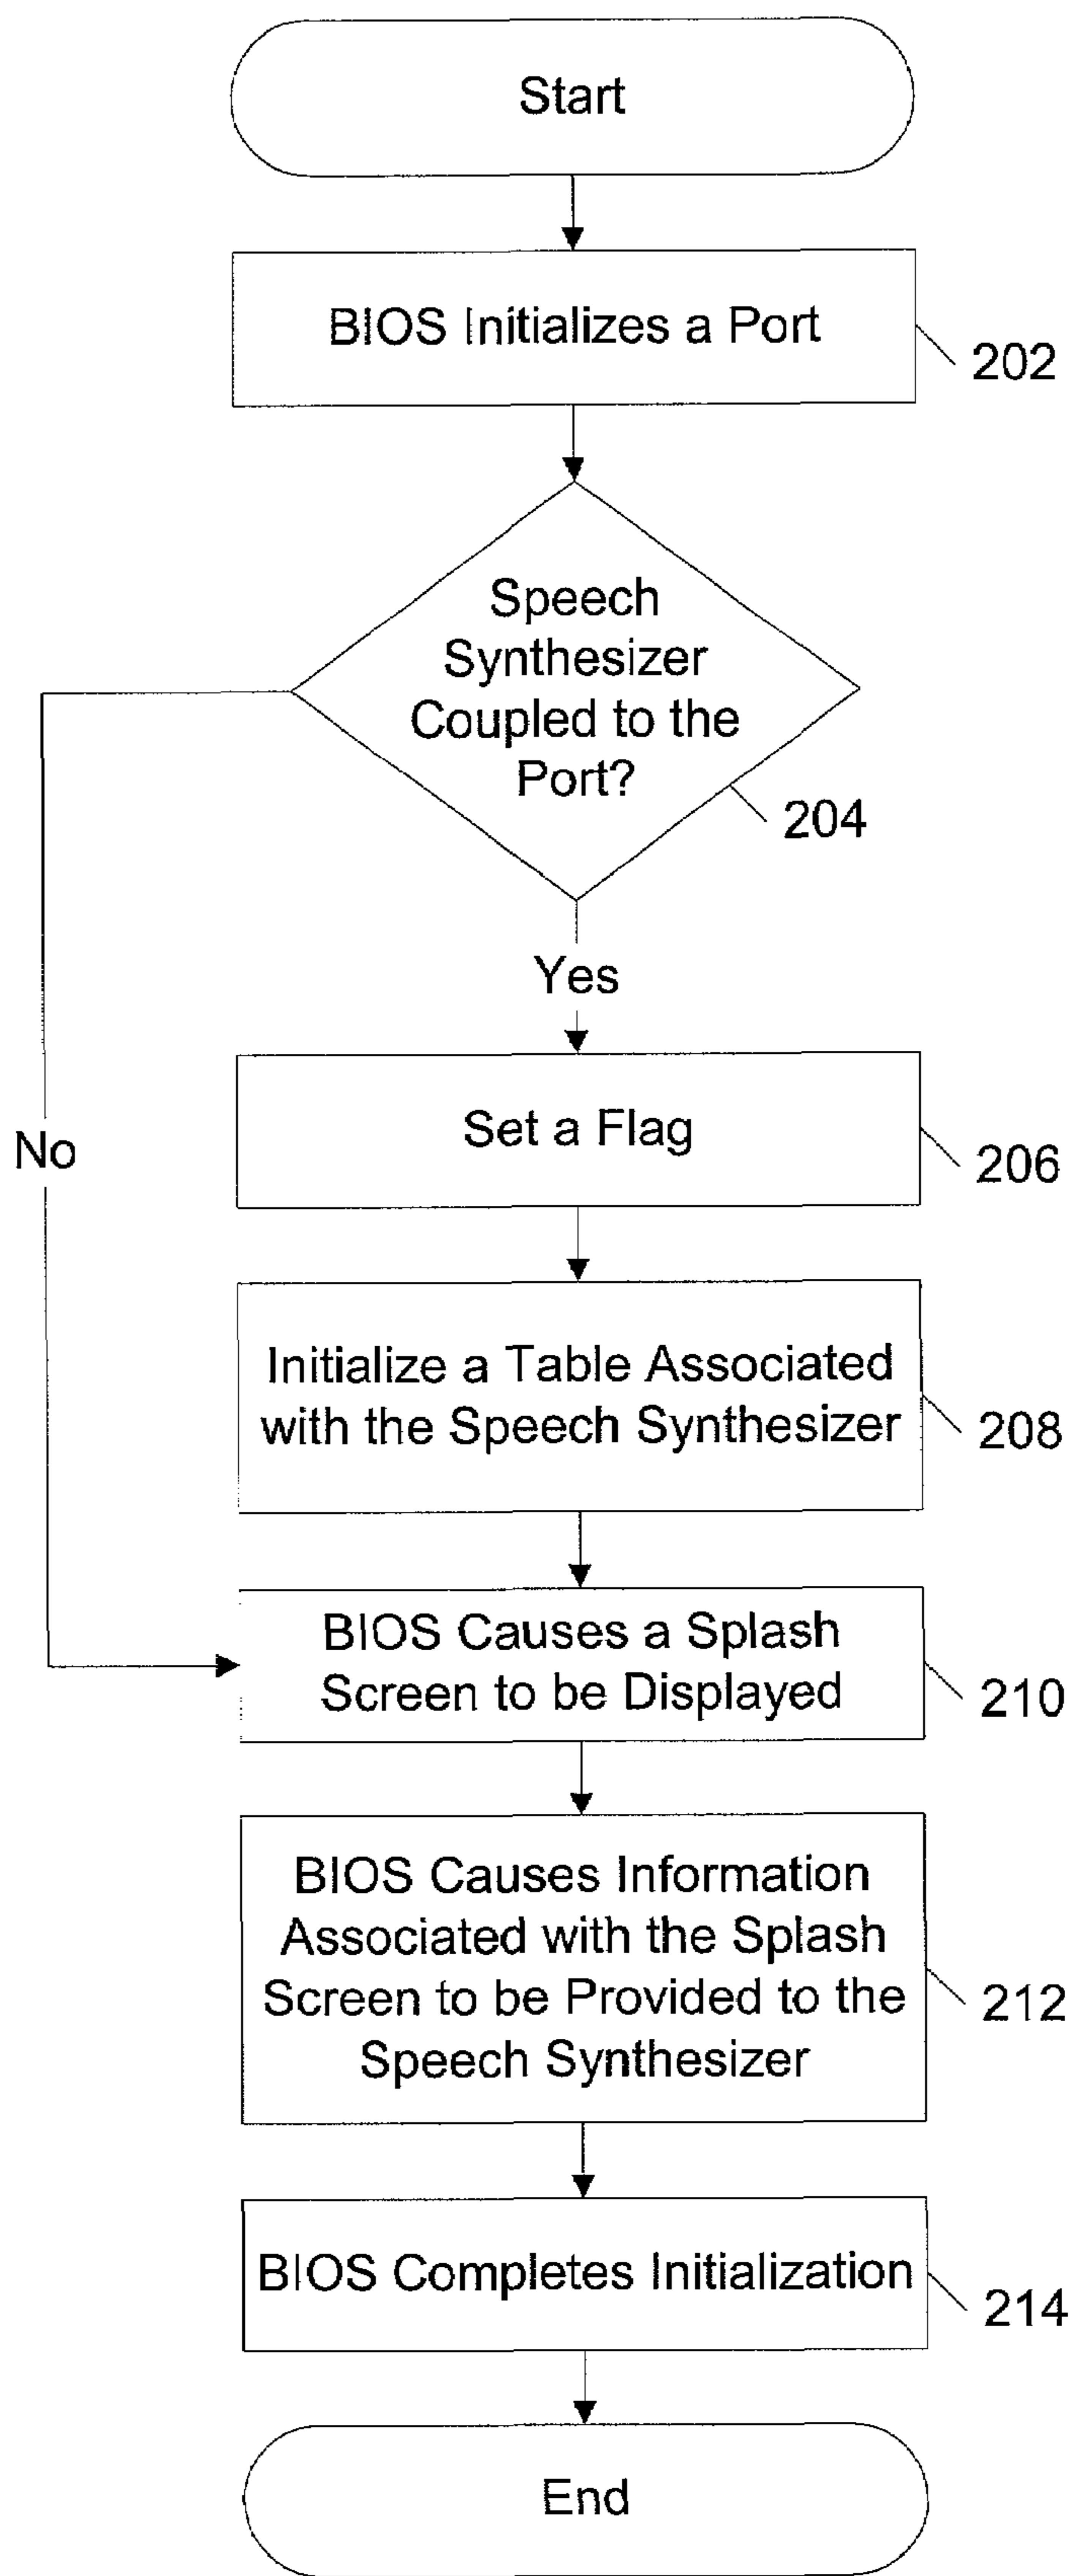 Start
BIOS Initializes a Port
202
Speech
Synthesizer
Coupled to the
Port?
204
Yes
No
Set a Flag
206
Initialize a Table Associated
with the Speech Synthesizer
208
BIOS Causes a Splash
Screen to be Displayed
210
BIOS Causes Information
Associated with the Splash
Screen to be Provided to the
Speech Synthesizer
212
BIOS Completes Initialization
214
End